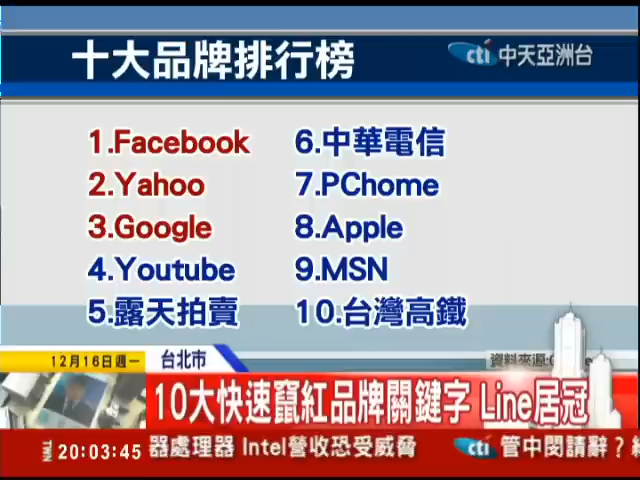 十大品牌排行榜
cti 中天亞洲台
1.Facebook
2.Yahoo
3.Google
4.Youtube
5.露天拍賣
6.中華電信
7.PChome
8.Apple
9.MSN
10.台灣高鐵
12月16日週一
台北市
資料來源:
10大快速竄紅品牌關鍵字 Line居冠
TWN 20:03:45
器處理器 Intel營收恐受威脅
cti 管中閔請辭？